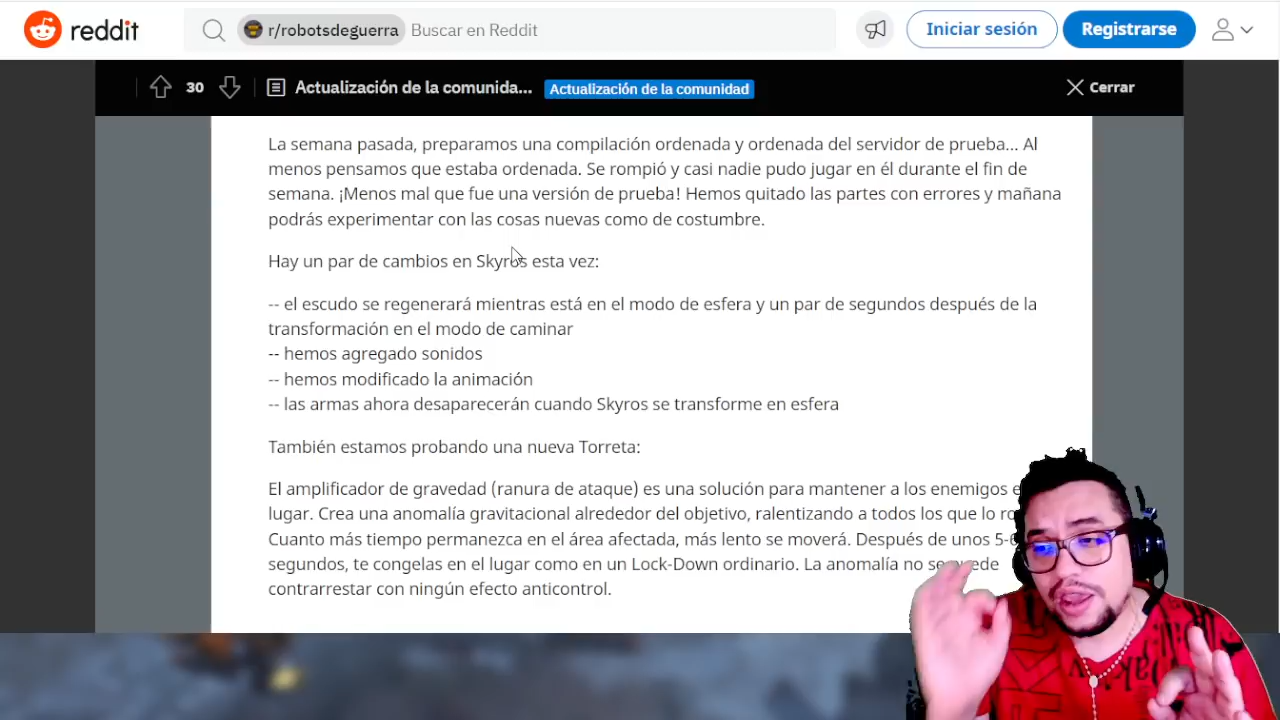 reddit
r/robotsdeguerra
Buscar en Reddit
Iniciar sesión
Registrarse
30
Actualización de la comunida...
Actualización de la comunidad
Cerrar
La semana pasada, preparamos una compilación ordenada y ordenada del servidor de prueba... Al
menos pensamos que estaba ordenada. Se rompió y casi nadie pudo jugar en él durante el fin de
semana. ¡Menos mal que fue una versión de prueba! Hemos quitado las partes con errores y mañana
podrás experimentar con las cosas nuevas como de costumbre.
Hay un par de cambios en Skyros esta vez:
-- el escudo se regenerará mientras está en el modo de esfera y un par de segundos después de la
transformación en el modo de caminar
-- hemos agregado sonidos
-- hemos modificado la animación
-- las armas ahora desaparecerán cuando Skyros se transforme en esfera
También estamos probando una nueva Torreta:
El amplificador de gravedad (ranura de ataque) es una solución para mantener a los enemigos
lugar. Crea una anomalía gravitacional alrededor del objetivo, ralentizando a todos los que lo
Cuanto más tiempo permanezca en el área afectada, más lento se moverá. Después de unos
segundos, te congelas en el lugar como en un Lock-Down ordinario. La anomalía no
contrarrestar con ningún efecto anticontrol.